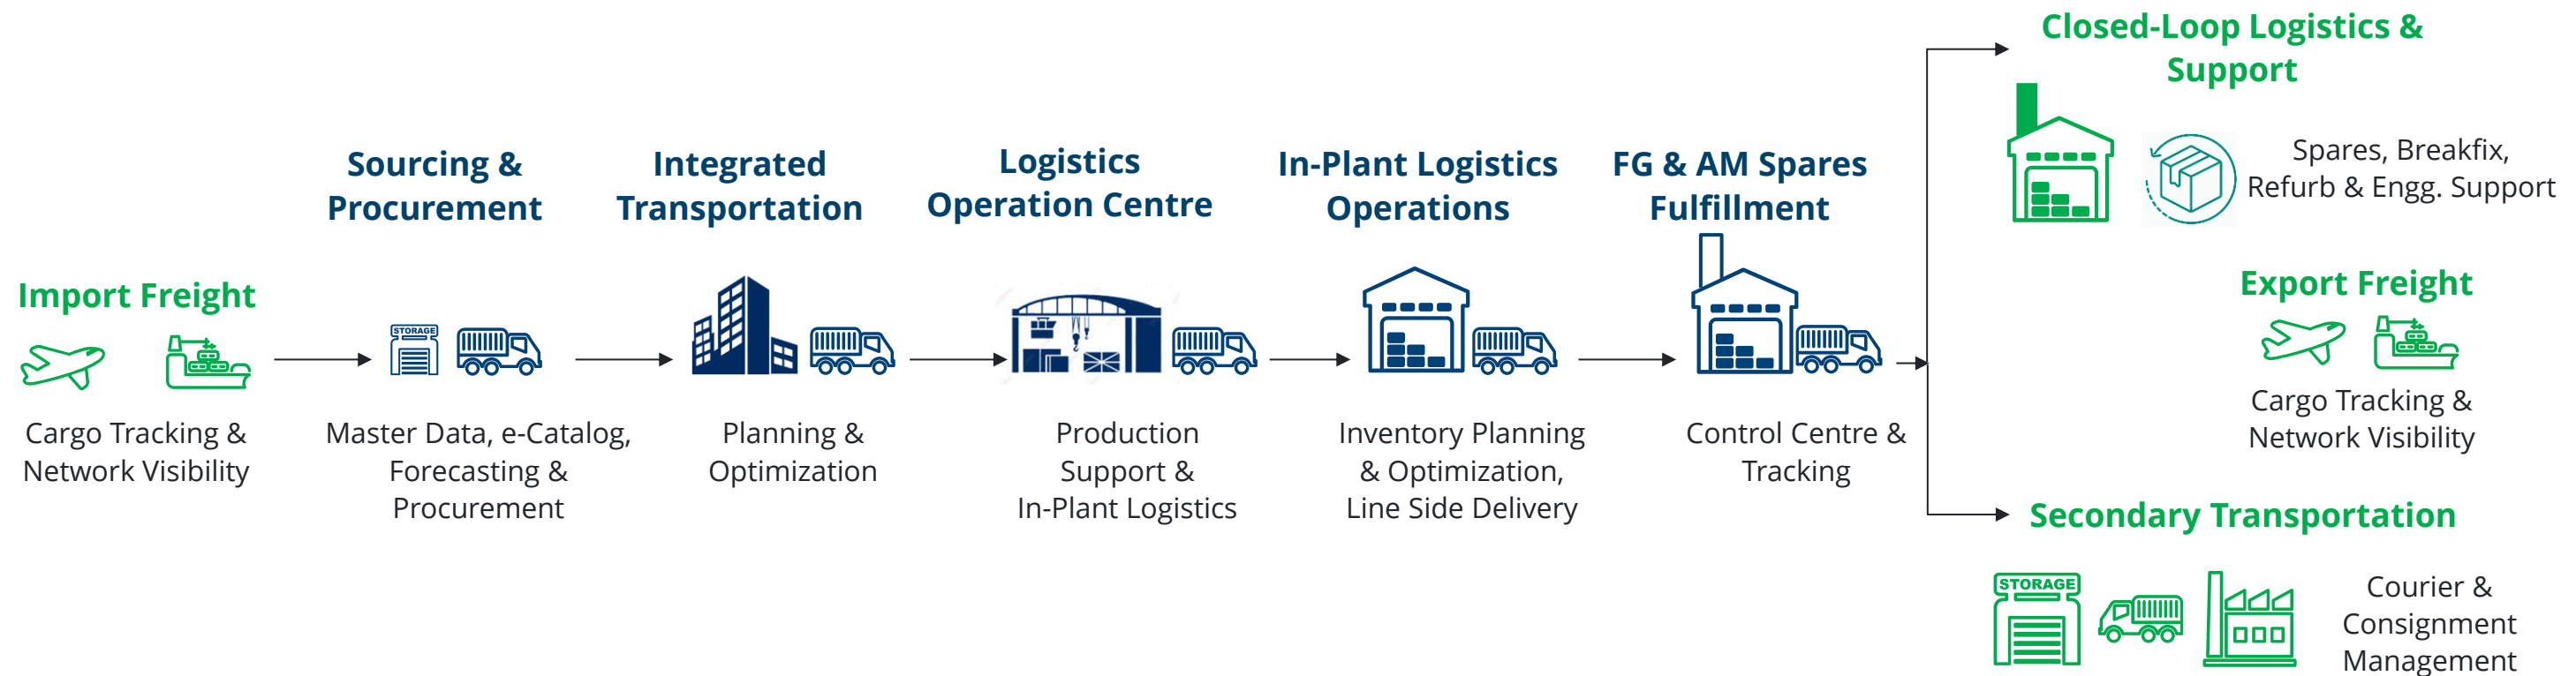 Import Freight
Cargo Tracking &
Network Visibility
Sourcing &
Procurement
STORAGE
Master Data, e-Catalog,
Forecasting &
Procurement
Integrated
Transportation
Planning &
Optimization
Logistics
Operation Centre
Production
Support &
In-Plant Logistics
In-Plant Logistics
Operations
Inventory Planning
& Optimization,
Line Side Delivery
FG & AM Spares
Fulfillment
Control Centre &
Tracking
Closed-Loop Logistics &
Support
Spares, Breakfix,
Refurb & Engg. Support
Export Freight
Cargo Tracking &
Network Visibility
Secondary Transportation
STORAGE
Courier &
Consignment
Management